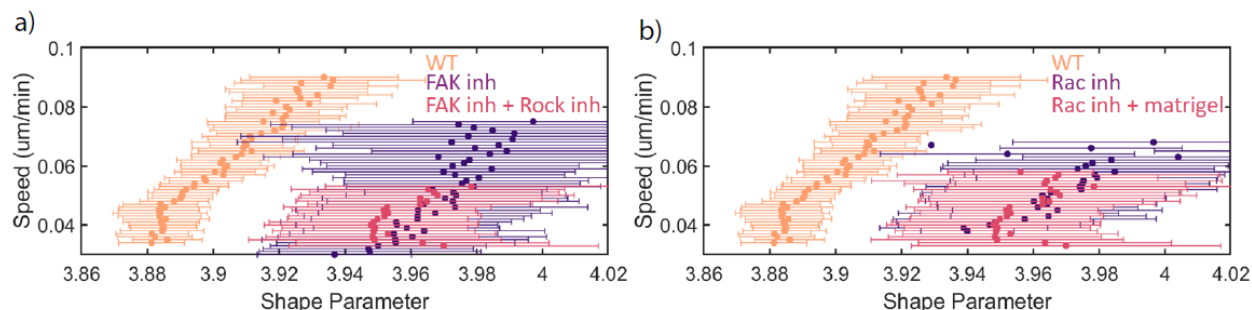 a)
0.1
0.08
0.06
0.04
Speed (um/min)
WT
FAK inh
FAK inh + Rock inh
3.86 3.88 3.9 3.92 3.94 3.96 3.98 4 4.02
Shape Parameter
b)
0.1
0.08
0.06
0.04
Speed (um/min)
WT
Rac inh
Rac inh + matrigel
3.86 3.88 3.9 3.92 3.94 3.96 3.98 4 4.02
Shape Parameter